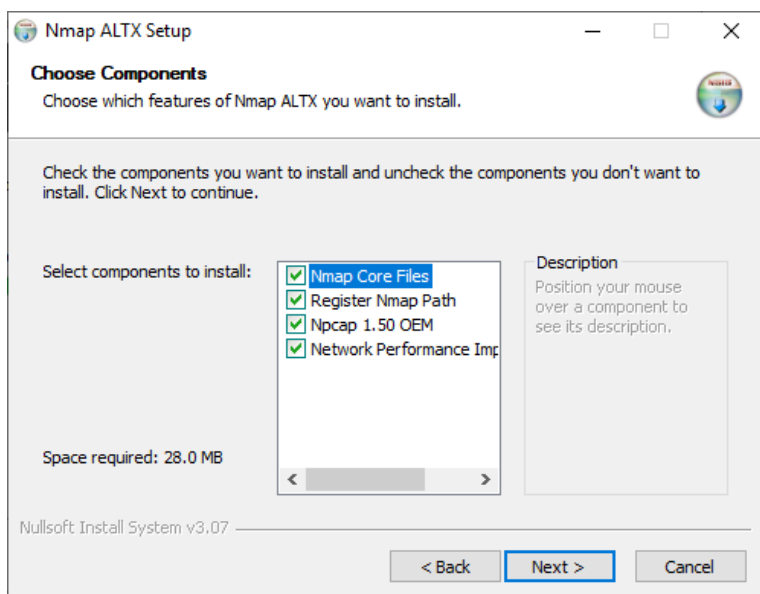 Nmap ALTX Setup
Choose Components
Choose which features of Nmap ALTX you want to install.
Check the components you want to install and uncheck the components you don't want to
install. Click Next to continue.
Select components to install:
Nmap Core Files
Register Nmap Path
Npcap 1.50 OEM
Network Performance Imp
Description
Position your mouse
over a component to
see its description.
Space required: 28.0 MB
Nullsoft Install System v3.07
< Back
Next >
Cancel